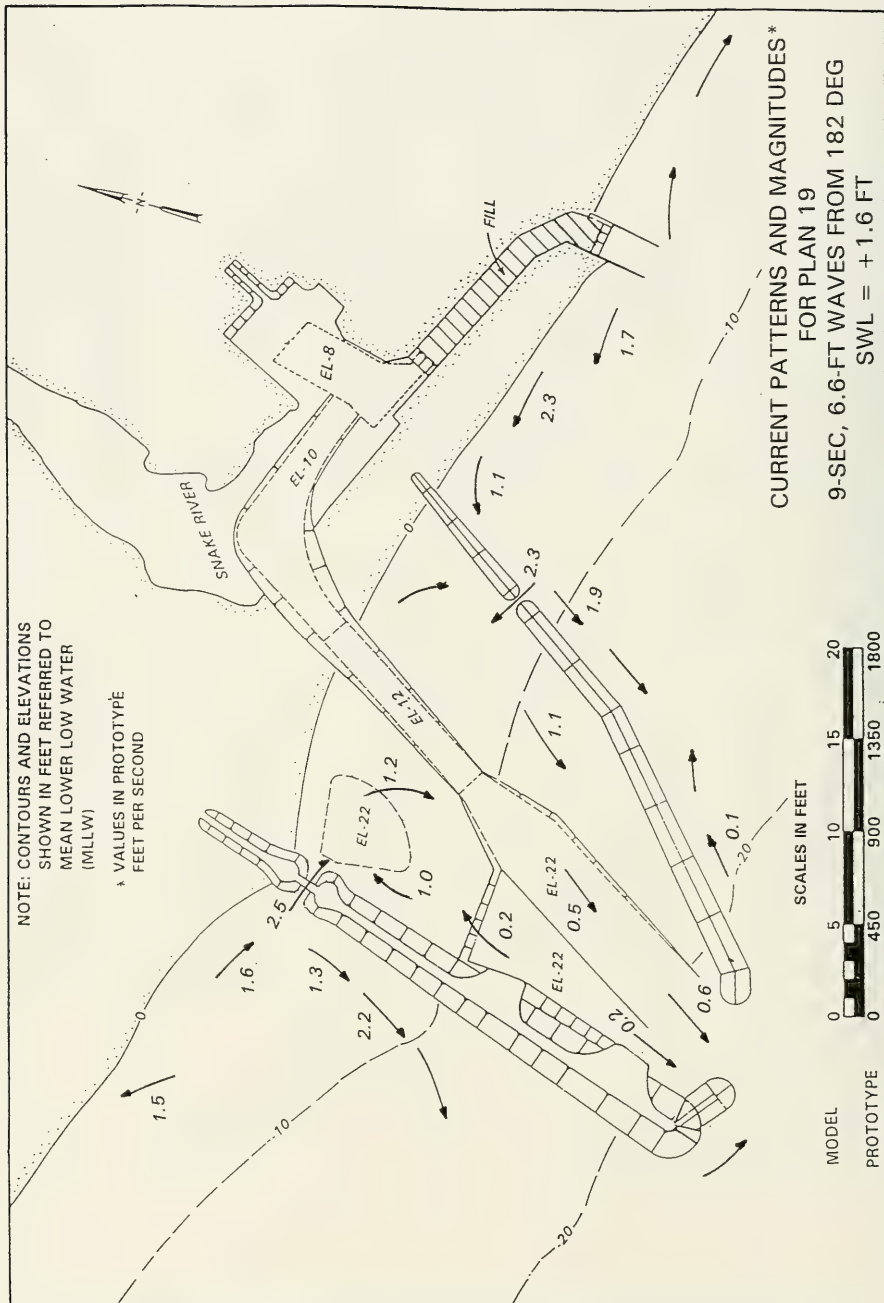 NOTE: CONTOURS AND ELEVATIONS
SHOWN IN FEET REFERRED TO
MEAN LOWER LOW WATER
(MLLW)
* VALUES IN PROTOTYPE
FEET PER SECOND
-N-
SNAKE RIVER
EL-8
EL-10
FILL
EL-12
EL-22
EL-22
EL-22
0
0
-10
-10
-20
-20
1.5
1.6
2.5
1.3
2.2
1.0
1.2
0.2
0.5
0.2
0.6
1.1
0.1
1.9
2.3
1.1
2.3
1.7
CURRENT PATTERNS AND MAGNITUDES*
FOR PLAN 19
9-SEC, 6.6-FT WAVES FROM 182 DEG
SWL = +1.6 FT
SCALES IN FEET
MODEL 0 5 10 15 20
PROTOTYPE 0 450 900 1350 1800